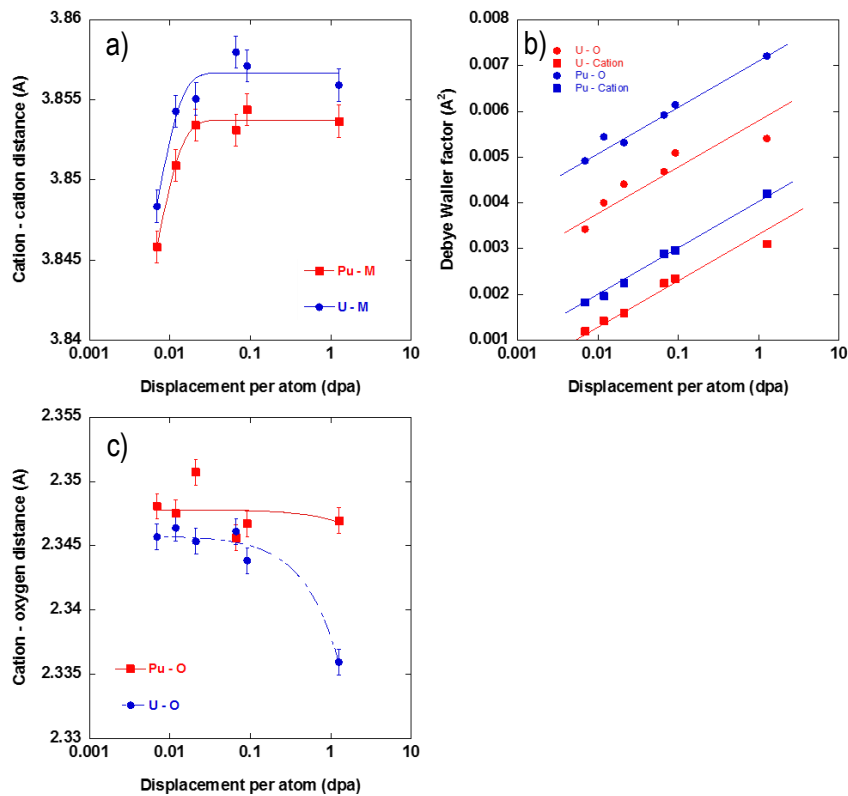 a)
3.86
3.855
3.85
3.845
3.84
Cation - cation distance (A)
Pu - M
U - M
0.001 0.01 0.1 1 10
Displacement per atom (dpa)
b)
0.008
0.007
0.006
0.005
0.004
0.003
0.002
0.001
Debye Waller factor (A²)
U - O
U - Cation
Pu - O
Pu - Cation
0.001 0.01 0.1 1 10
Displacement per atom (dpa)
c)
2.355
2.35
2.345
2.34
2.335
2.33
Cation - oxygen distance (A)
Pu - O
U - O
0.001 0.01 0.1 1 10
Displacement per atom (dpa)